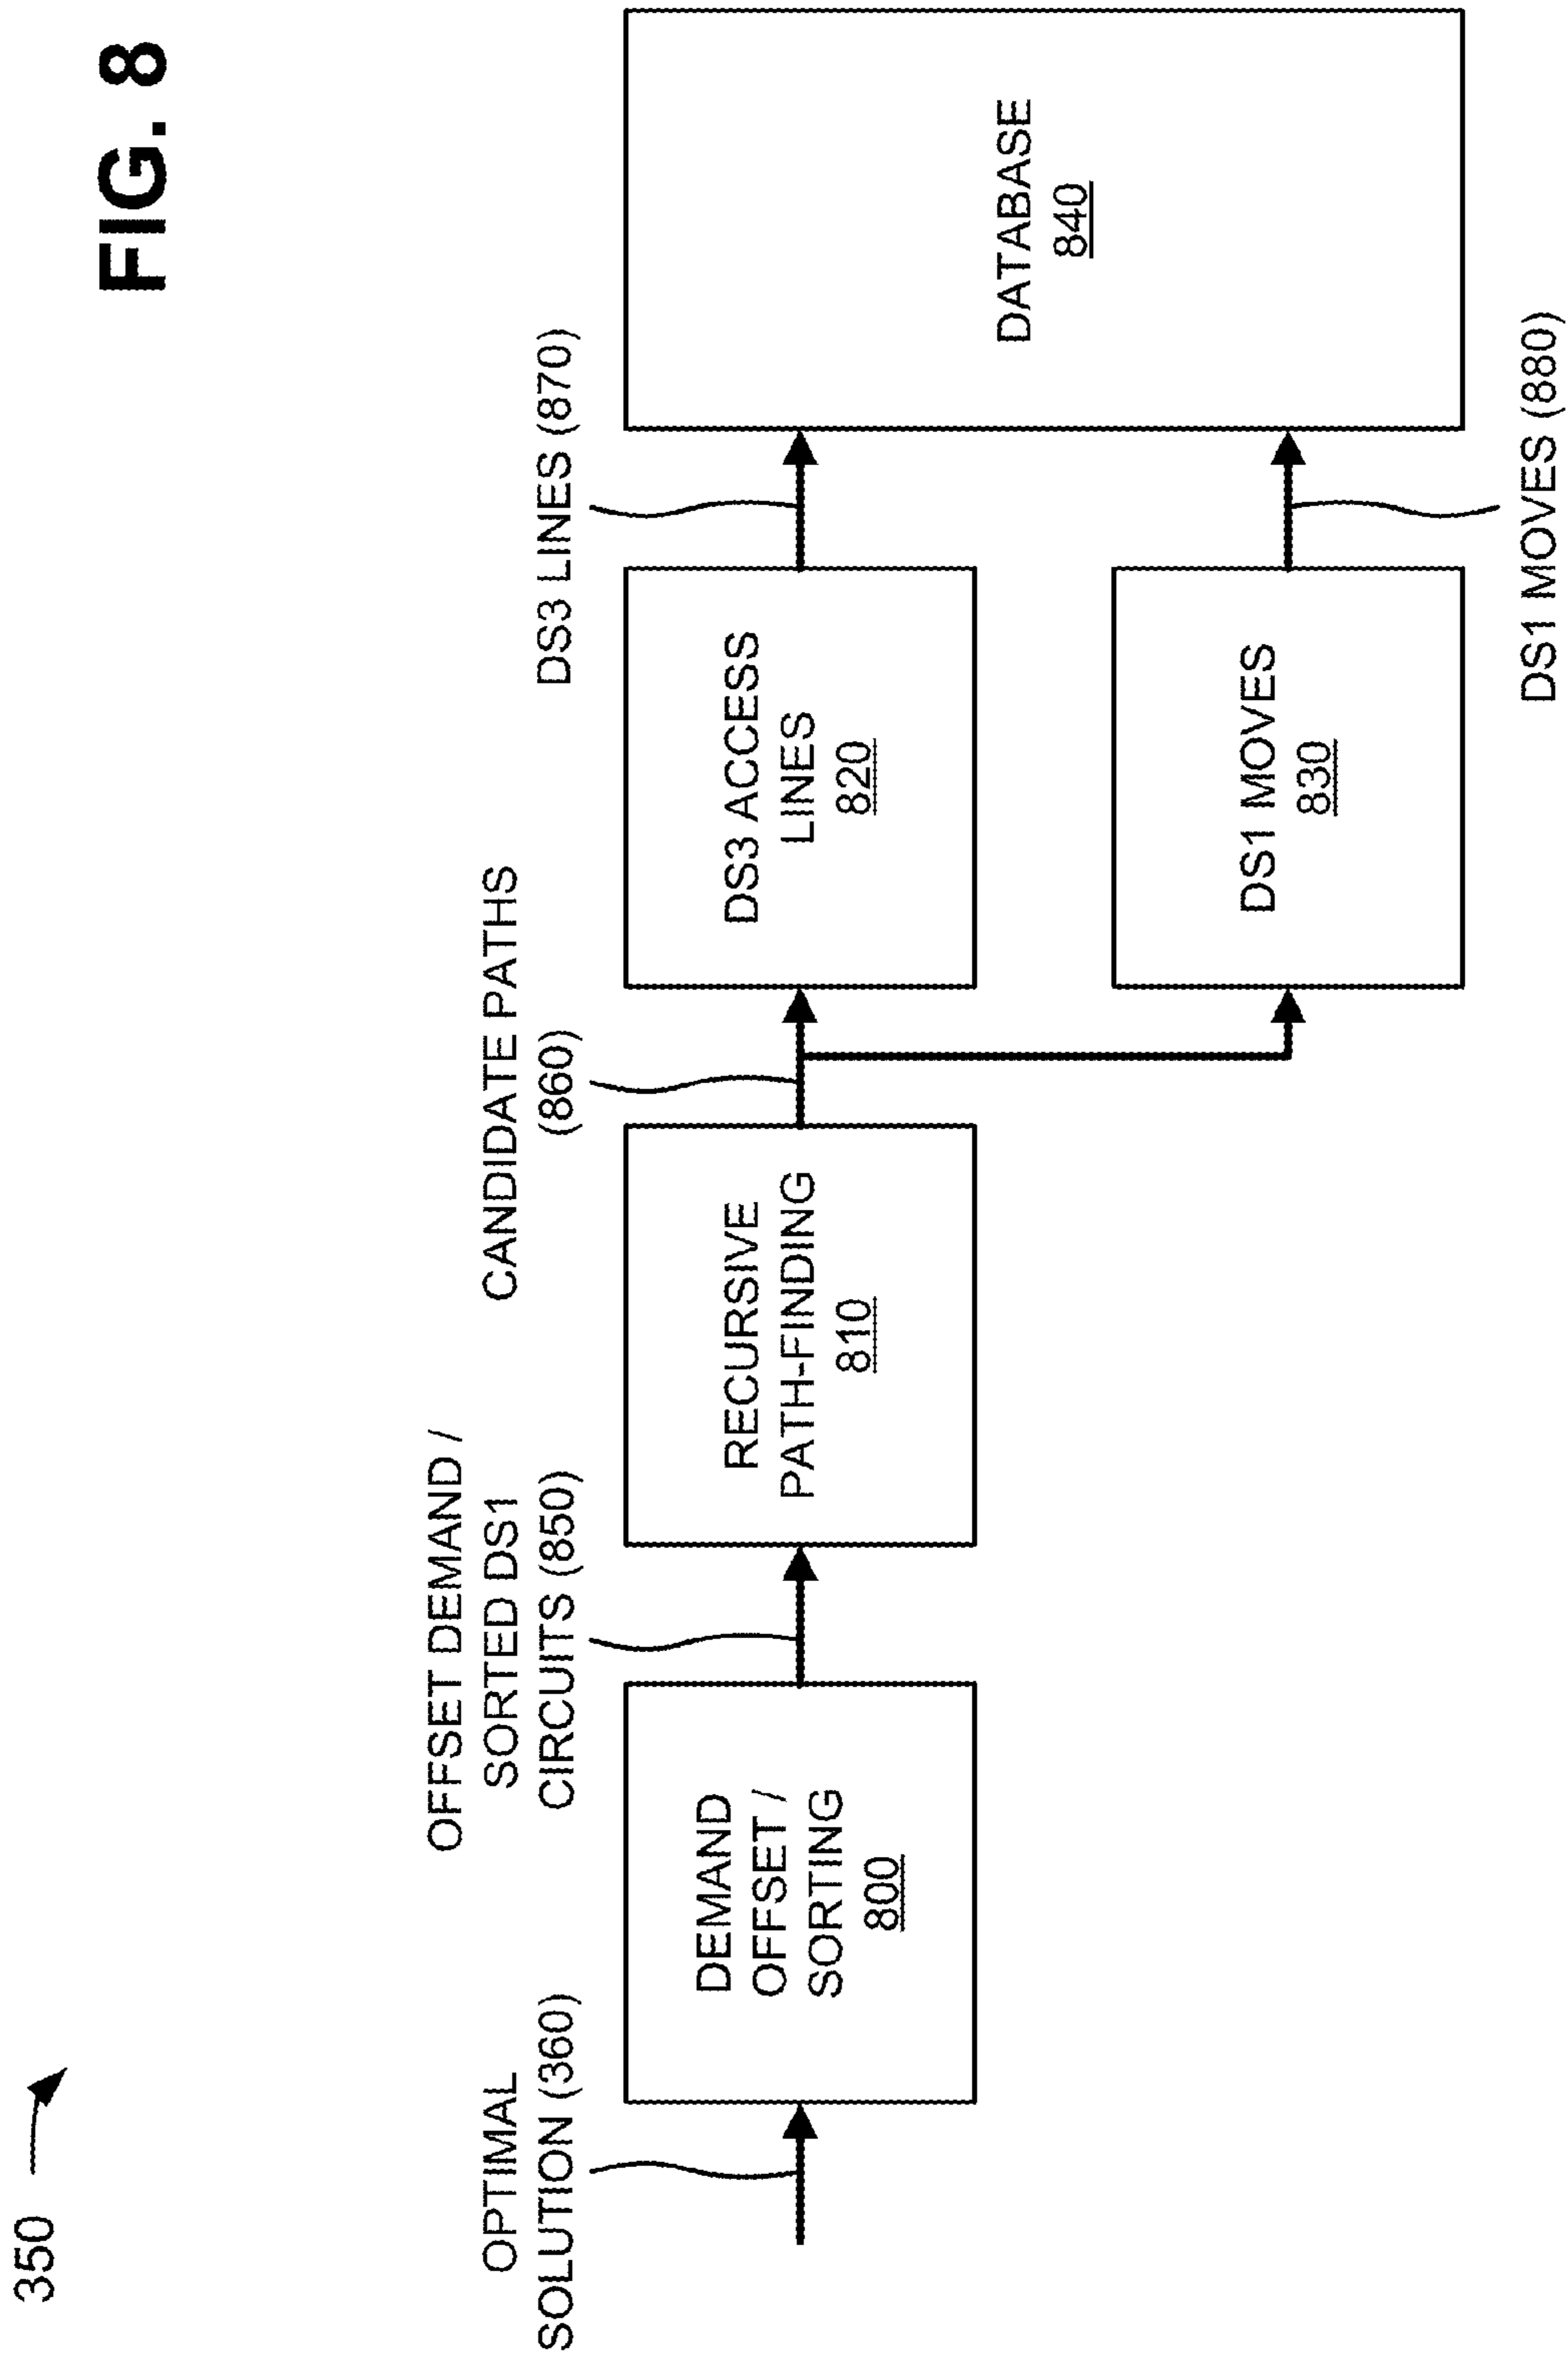 350
FIG. 8
OPTIMAL
SOLUTION (360)
DEMAND
OFFSET /
SORTING
800
OFFSET DEMAND /
SORTED DS1
CIRCUITS (850)
RECURSIVE
PATH-FINDING
810
CANDIDATE PATHS
(860)
DS3 ACCESS
LINES
820
DS1 MOVES
830
DS3 LINES (870)
DS1 MOVES (880)
DATABASE
840